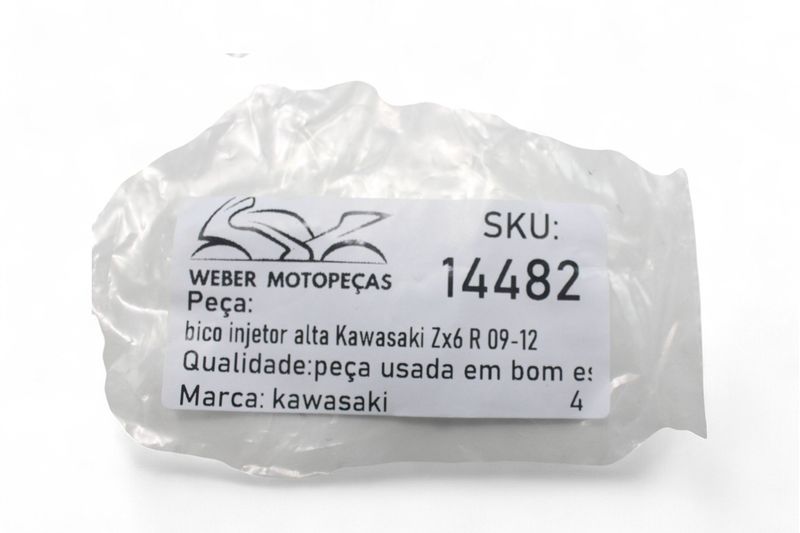 SKU:
14482
WEBER MOTOPEÇAS
Peça:
bico injetor alta Kawasaki Zx6 R 09-12
Qualidade:peça usada em bom es
Marca: kawasaki 4